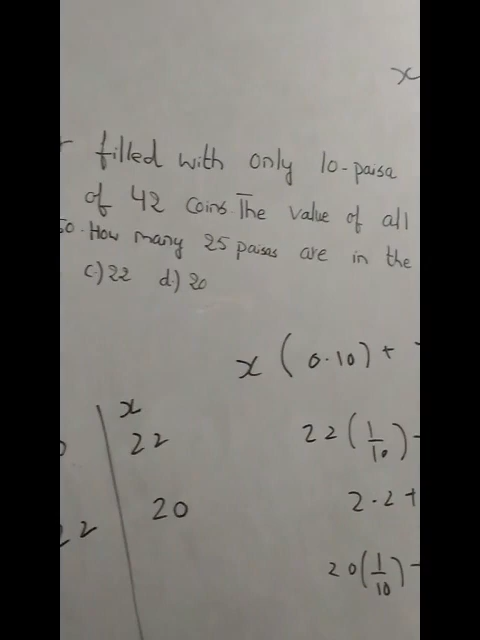 x
filled with only 10-paisa
of 42 coins. The value of all
50. How many 25 paisas are in the
c.) 22 d.) 20
x (0.10) +
x
22
22 (1/10) -
20
2.2 +
22
20 (1/10) -